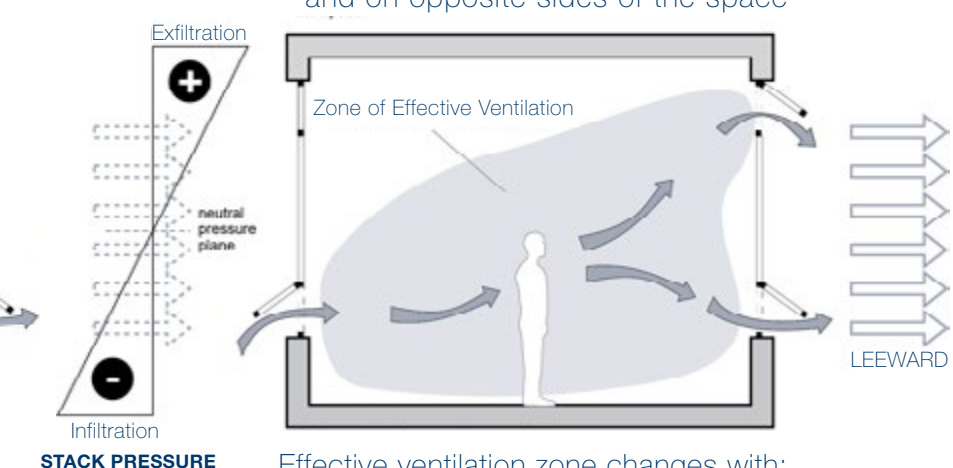 and on opposite sides of the space
Exfiltration
+
Zone of Effective Ventilation
neutral
pressure
plane
LEEWARD
-
Infiltration
STACK PRESSURE
Effective ventilation zone changes with: